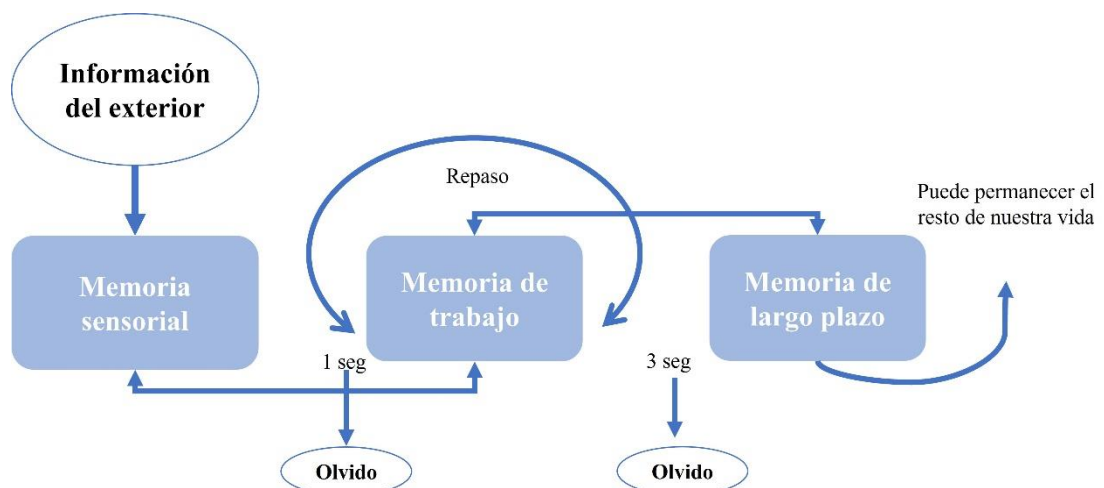 Información
del exterior
Repaso
Puede permanecer el
resto de nuestra vida
Memoria
sensorial
Memoria de
trabajo
Memoria de
largo plazo
1 seg
3 seg
Olvido
Olvido